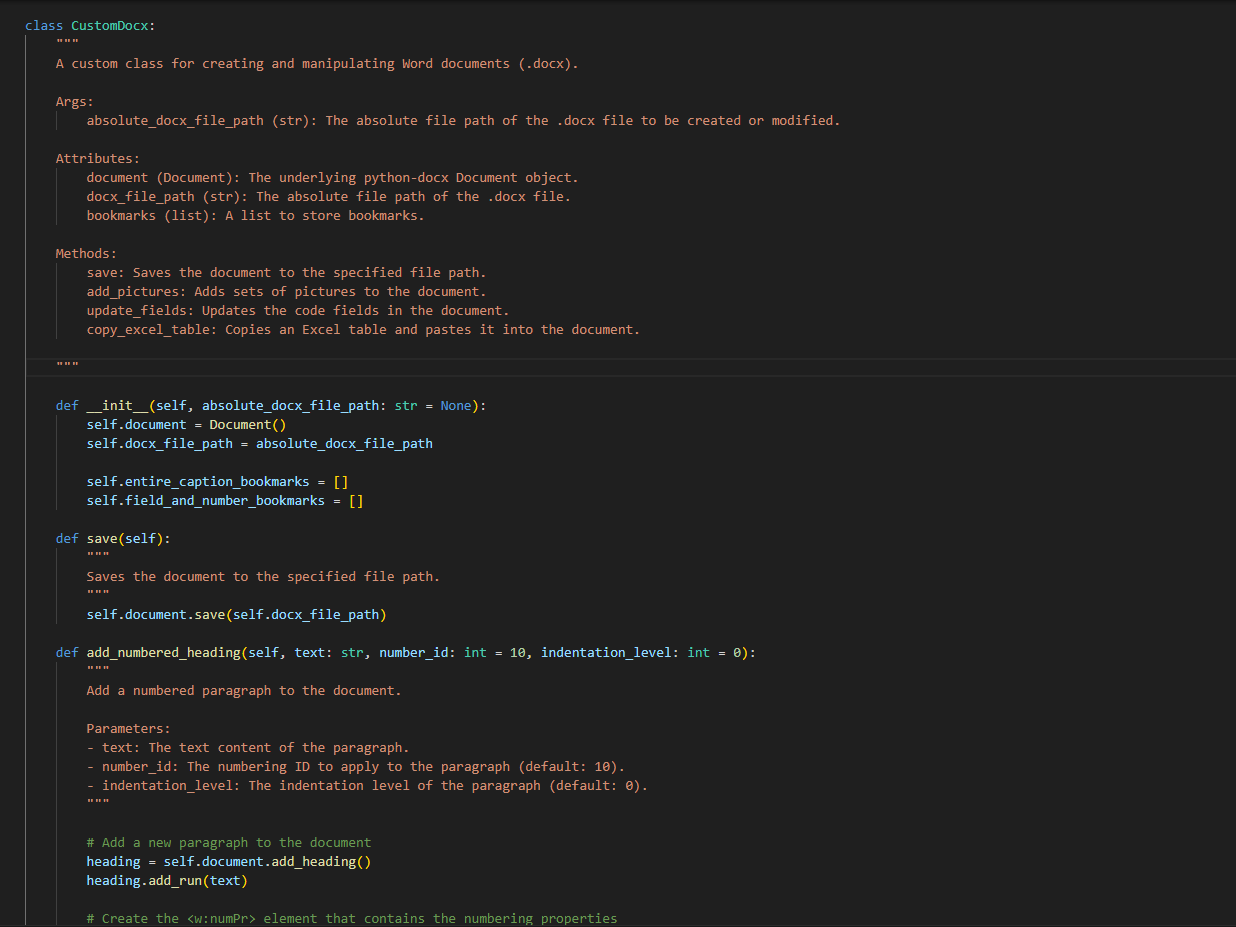 class CustomDocx:
"""
A custom class for creating and manipulating Word documents (.docx).
Args:
absolute_docx_file_path (str): The absolute file path of the .docx file to be created or modified.
Attributes:
document (Document): The underlying python-docx Document object.
docx_file_path (str): The absolute file path of the .docx file.
bookmarks (list): A list to store bookmarks.
Methods:
save: Saves the document to the specified file path.
add_pictures: Adds sets of pictures to the document.
update_fields: Updates the code fields in the document.
copy_excel_table: Copies an Excel table and pastes it into the document.
"""
def __init__(self, absolute_docx_file_path: str = None):
self.document = Document()
self.docx_file_path = absolute_docx_file_path
self.entire_caption_bookmarks = []
self.field_and_number_bookmarks = []
def save(self):
"""
Saves the document to the specified file path.
"""
self.document.save(self.docx_file_path)
def add_numbered_heading(self, text: str, number_id: int = 10, indentation_level: int = 0):
"""
Add a numbered paragraph to the document.
Parameters:
- text: The text content of the paragraph.
- number_id: The numbering ID to apply to the paragraph (default: 10).
- indentation_level: The indentation level of the paragraph (default: 0).
"""
# Add a new paragraph to the document
heading = self.document.add_heading()
heading.add_run(text)
# Create the <w:numPr> element that contains the numbering properties